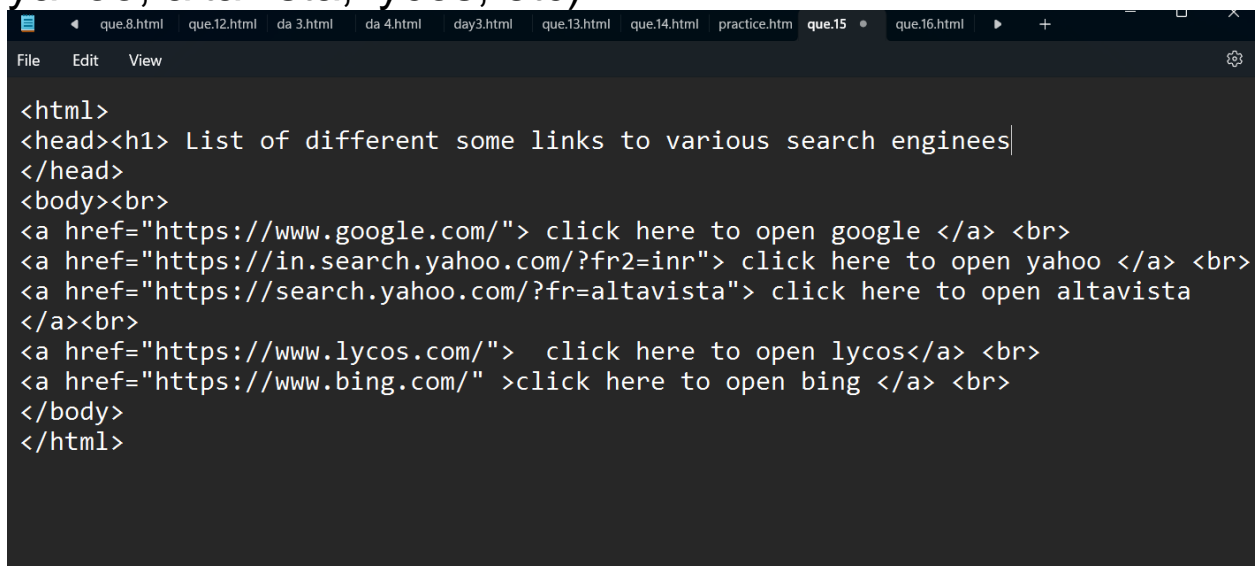 yahoo, altavista, lycos, etc)
que.8.html que.12.html da 3.html da 4.html day3.html que.13.html que.14.html practice.htm que.15 que.16.html
File Edit View
<html>
<head><h1> List of different some links to various search enginees
</head>
<body><br>
<a href="https://www.google.com/"> click here to open google </a> <br>
<a href="https://in.search.yahoo.com/?fr2=inr"> click here to open yahoo </a> <br>
<a href="https://search.yahoo.com/?fr=altavista"> click here to open altavista
</a><br>
<a href="https://www.lycos.com/">  click here to open lycos</a> <br>
<a href="https://www.bing.com/" >click here to open bing </a> <br>
</body>
</html>